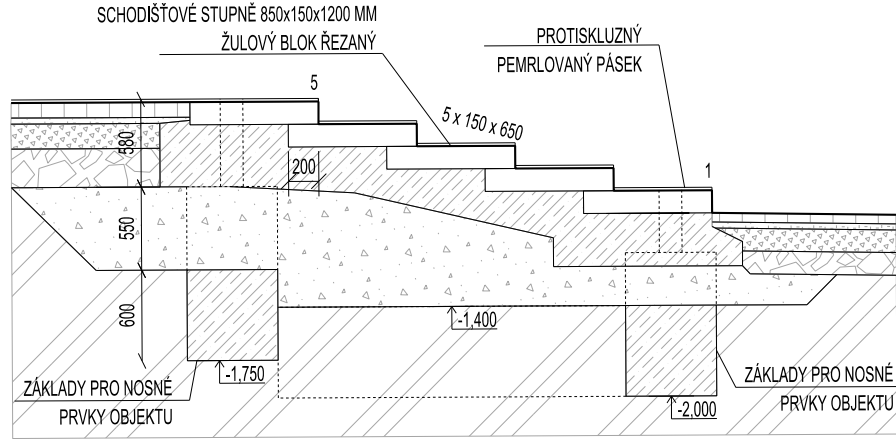 SCHODIŠŤOVÉ STUPNĚ 850x150x1200 MM
ŽULOVÝ BLOK ŘEZANÝ
PROTISKLUZNÝ
PEMRLOVANÝ PÁSEK
5
5 x 150 x 650
1
580
200
550
600
-1,400
-1,750
-2,000
ZÁKLADY PRO NOSNÉ
PRVKY OBJEKTU
ZÁKLADY PRO NOSNÉ
PRVKY OBJEKTU